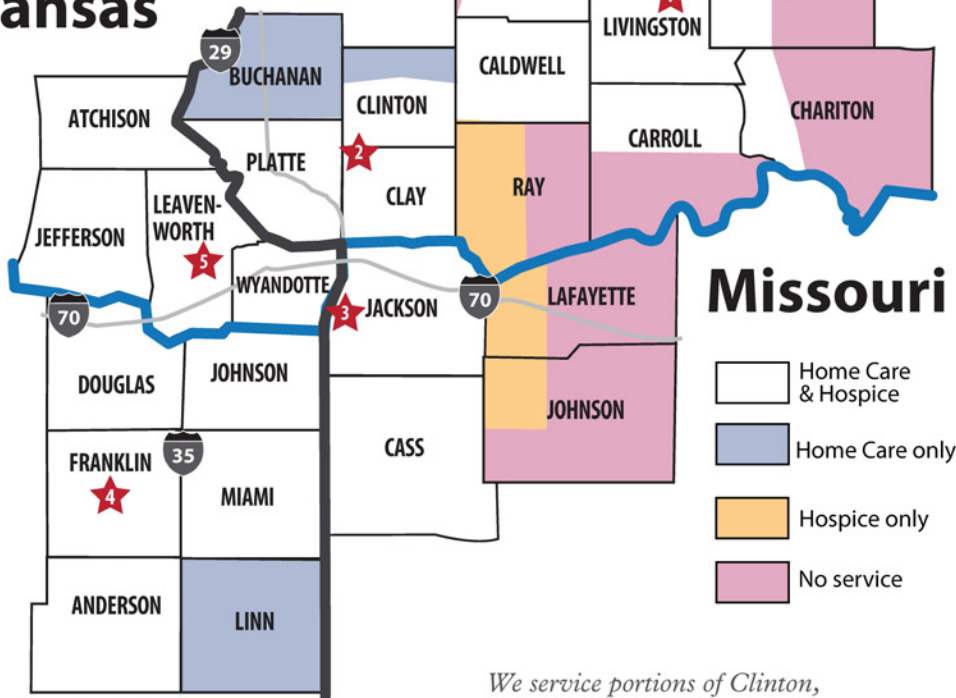 ansas
LIVINGSTON
29
BUCHANAN
CALDWELL
CLINTON
ATCHISON
CHARITON
CARROLL
2
PLATTE
CLAY
RAY
LEAVEN-
WORTH
JEFFERSON
5
WYANDOTTE
Missouri
70
3
JACKSON
70
LAFAYETTE
Home Care
& Hospice
DOUGLAS
JOHNSON
JOHNSON
CASS
Home Care only
FRANKLIN
35
4
MIAMI
Hospice only
No service
ANDERSON
LINN
We service portions of Clinton,